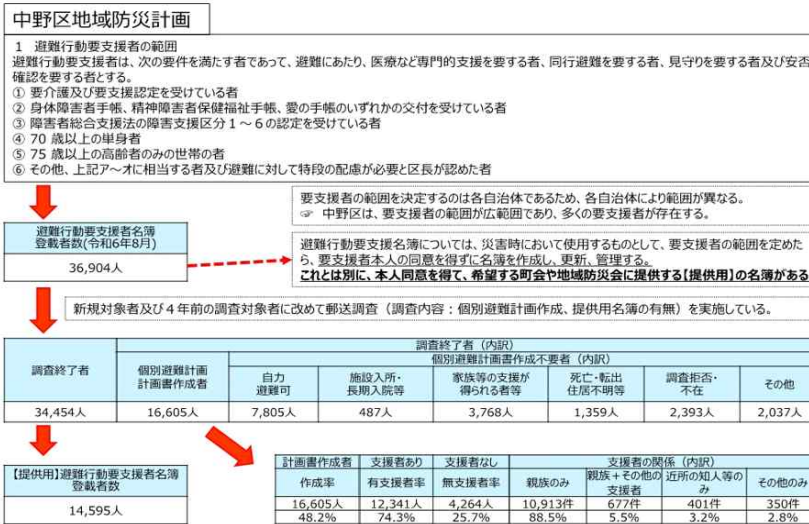 中野区地域防災計画
1 避難行動要支援者の範囲
避難行動要支援者は、次の要件を満たす者であって、避難にあたり、医療など専門的支援を要する者、同行避難を要する者、見守りを要する者及び安否
確認を要する者とする。
① 要介護及び要支援認定を受けている者
② 身体障害者手帳、精神障害者保健福祉手帳、愛の手帳のいずれかの交付を受けている者
③ 障害者総合支援法の障害支援区分1～6の認定を受けている者
④ 70 歳以上の単身者
⑤ 75 歳以上の高齢者のみの世帯の者
⑥ その他、上記ア～オに相当する者及び避難に対して特段の配慮が必要と区長が認めた者
要支援者の範囲を決定するのは各自治体であるため、各自治体により範囲が異なる。
☞ 中野区は、要支援者の範囲が広範囲であり、多くの要支援者が存在する。
避難行動要支援者名簿
登載者数(令和6年8月)
36,904人
避難行動要支援名簿については、災害時において使用するものとして、要支援者の範囲を定めた
ら、要支援者本人の同意を得ずに名簿を作成し、更新、管理する。
これとは別に、本人同意を得て、希望する町会や地域防災会に提供する【提供用】の名簿がある
新規対象者及び4年前の調査対象者に改めて郵送調査（調査内容：個別避難計画作成、提供用名簿の有無）を実施している。
調査終了者
調査終了者（内訳）
個別避難計画
計画書作成者
個別避難計画書作成不要者（内訳）
自力
避難可
施設入所・
長期入院等
家族等の支援が
得られる者等
死亡・転出
住居不明等
調査拒否・
不在
その他
34,454人 16,605人 7,805人 487人 3,768人 1,359人 2,393人 2,037人
【提供用】避難行動要支援者名簿
登載者数
14,595人
計画書作成者 支援者あり 支援者なし 支援者の関係（内訳）
作成率 有支援者率 無支援者率 親族のみ 親族＋その他の
支援者 近所の知人等の
み その他のみ
16,605人 12,341人 4,264人 10,913件 677件 401件 350件
48.2% 74.3% 25.7% 88.5% 5.5% 3.2% 2.8%